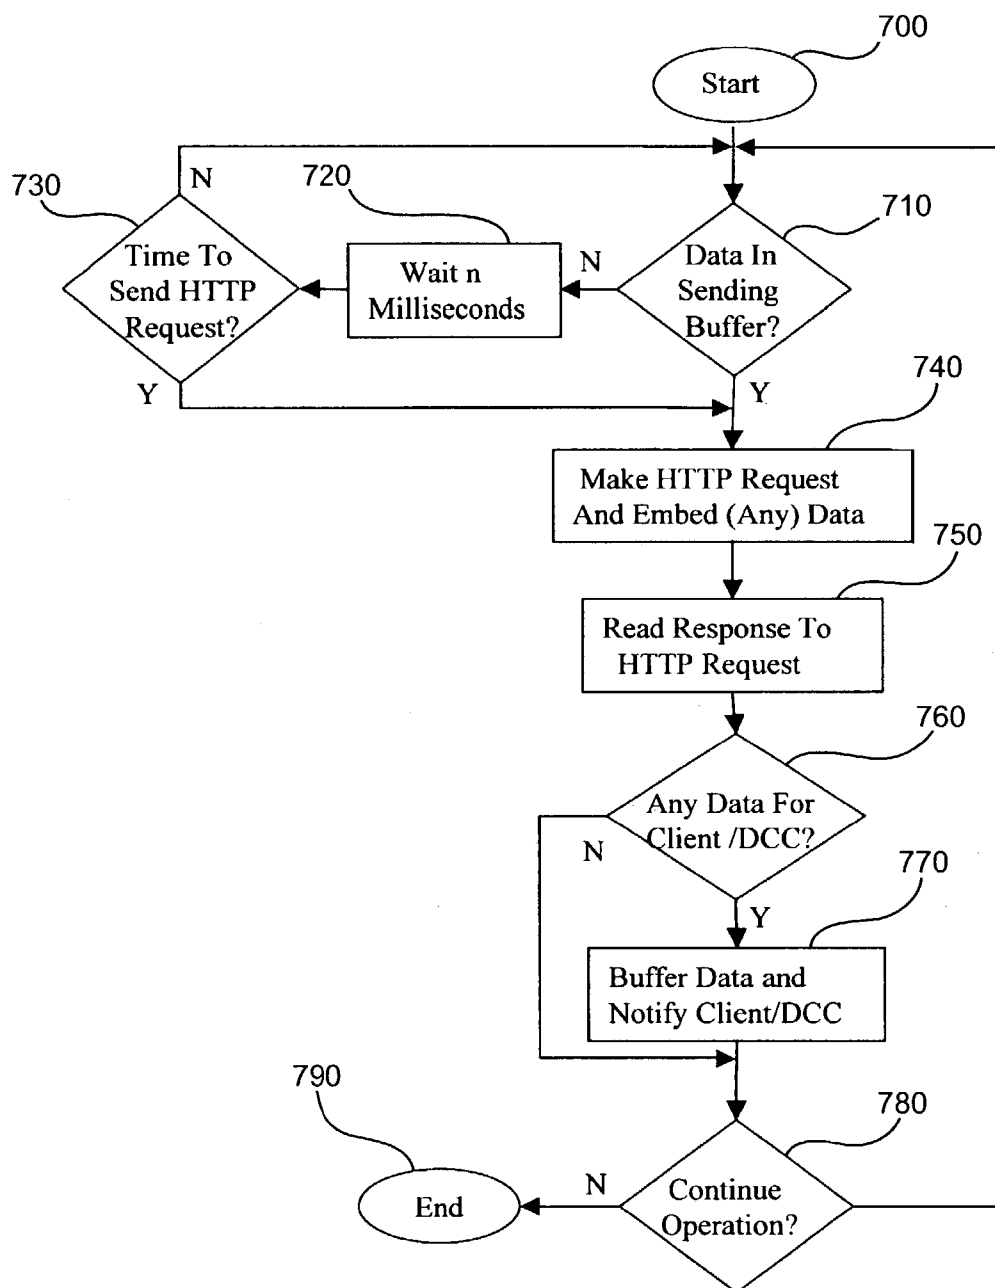 700
Start
N
730
720
710
Time To
Send HTTP
Request?
Wait n
Milliseconds
N
Data In
Sending
Buffer?
Y
Y
740
Make HTTP Request
And Embed (Any) Data
750
Read Response To
HTTP Request
760
Any Data For
Client /DCC?
N
770
Y
Buffer Data and
Notify Client/DCC
790
780
End
N
Continue
Operation?